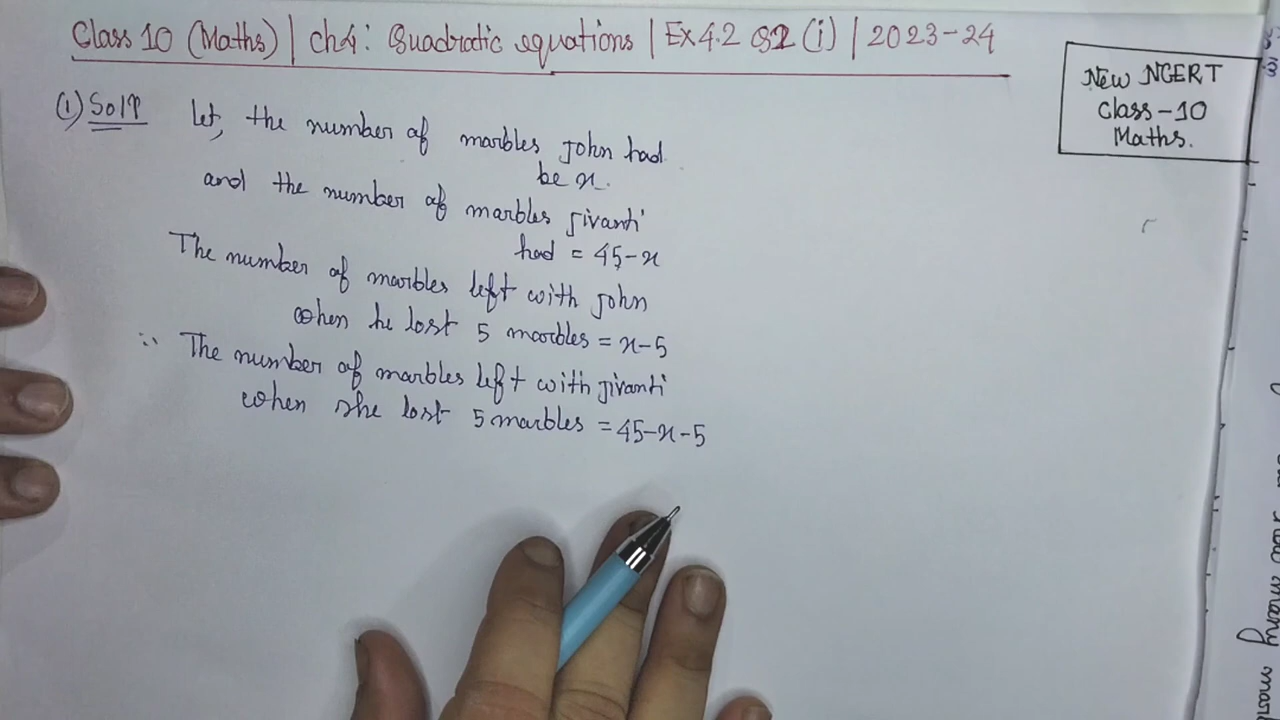 Class 10 (Maths) | ch4: Quadratic equations | Ex4.2 Q2 (i) | 2023-24
New NCERT
Class-10
Maths.
(i) Solⁿ Let, the number of marbles John had
be x.
and the number of marbles Jivanti
had = 45-x
The number of marbles left with John
when he lost 5 marbles = x-5
∵ The number of marbles left with Jivanti
when she lost 5 marbles = 45-x-5